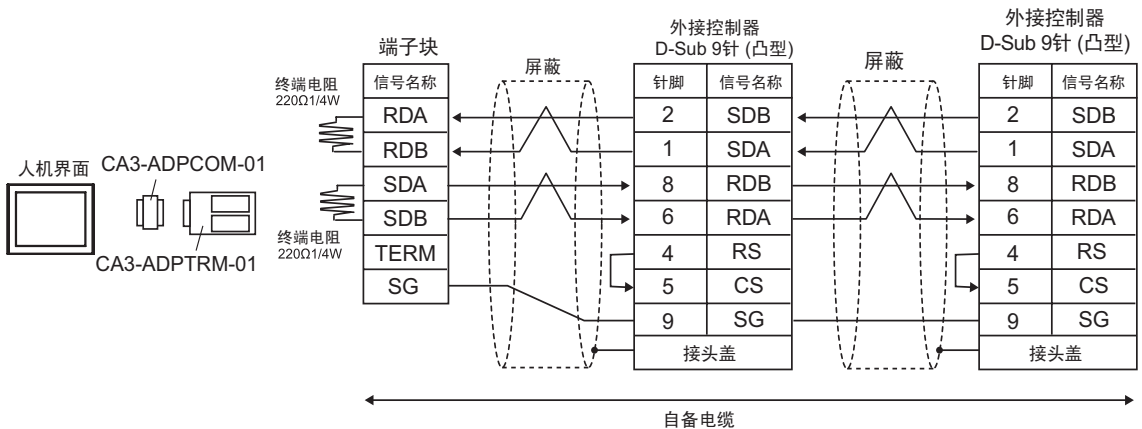 外接控制器
D-Sub 9针 (凸型)
外接控制器
D-Sub 9针 (凸型)
端子块
屏蔽
屏蔽
终端电阻
220Ω1/4W
信号名称
针脚 信号名称
针脚 信号名称
RDA
2 SDB
2 SDB
RDB
1 SDA
1 SDA
人机界面
CA3-ADPCOM-01
SDA
8 RDB
8 RDB
SDB
6 RDA
6 RDA
终端电阻
220Ω1/4W
TERM
4 RS
4 RS
CA3-ADPTRM-01
SG
5 CS
5 CS
9 SG
9 SG
接头盖
接头盖
自备电缆